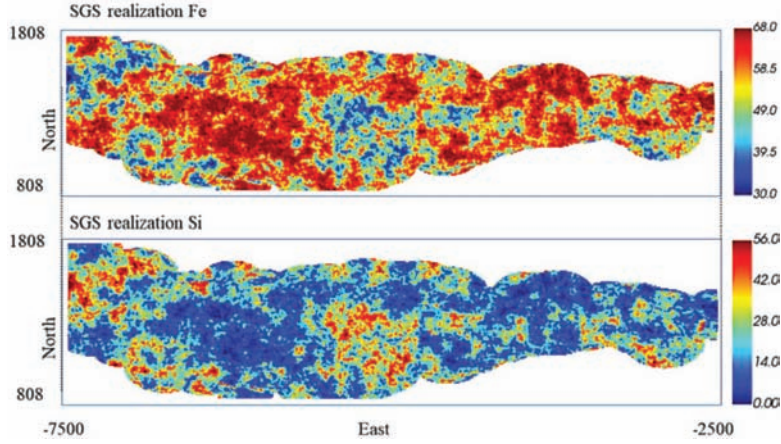 SGS realization Fe
1808
North
808
68.0
58.5
49.0
39.5
30.0
SGS realization Si
1808
North
808
56.0
42.0
28.0
14.0
0.00
-7500 East -2500